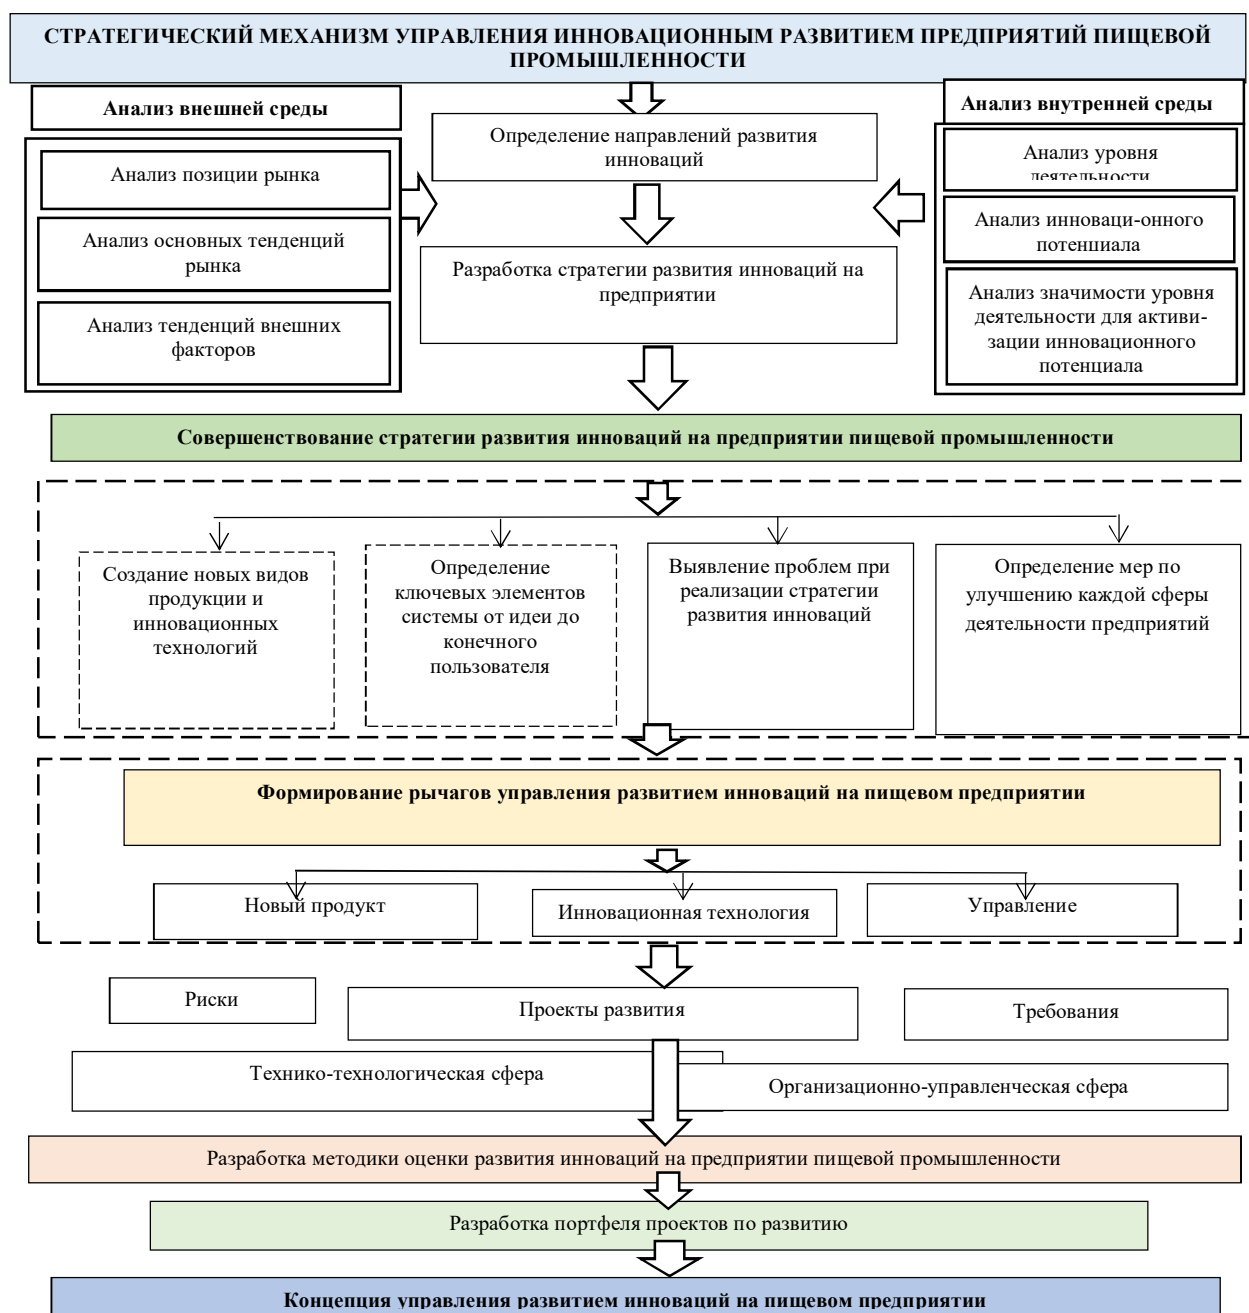 СТРАТЕГИЧЕСКИЙ МЕХАНИЗМ УПРАВЛЕНИЯ ИННОВАЦИОННЫМ РАЗВИТИЕМ ПРЕДПРИЯТИЙ ПИЩЕВОЙ
ПРОМЫШЛЕННОСТИ
Анализ внешней среды
Анализ позиции рынка
Анализ основных тенденций
рынка
Анализ тенденций внешних
факторов
Определение направлений развития
инноваций
Разработка стратегии развития инноваций на
предприятии
Анализ внутренней среды
Анализ уровня
деятельности
Анализ инноваци-онного
потенциала
Анализ значимости уровня
деятельности для активи-
зации инновационного
потенциала
Совершенствование стратегии развития инноваций на предприятии пищевой промышленности
Создание новых видов
продукции и
инновационных
технологий
Определение
ключевых элементов
системы от идеи до
конечного
пользователя
Выявление проблем при
реализации стратегии
развития инноваций
Определение мер по
улучшению каждой сферы
деятельности предприятий
Формирование рычагов управления развитием инноваций на пищевом предприятии
Новый продукт
Инновационная технология
Управление
Риски
Проекты развития
Требования
Технико-технологическая сфера
Организационно-управленческая сфера
Разработка методики оценки развития инноваций на предприятии пищевой промышленности
Разработка портфеля проектов по развитию
Концепция управления развитием инноваций на пищевом предприятии